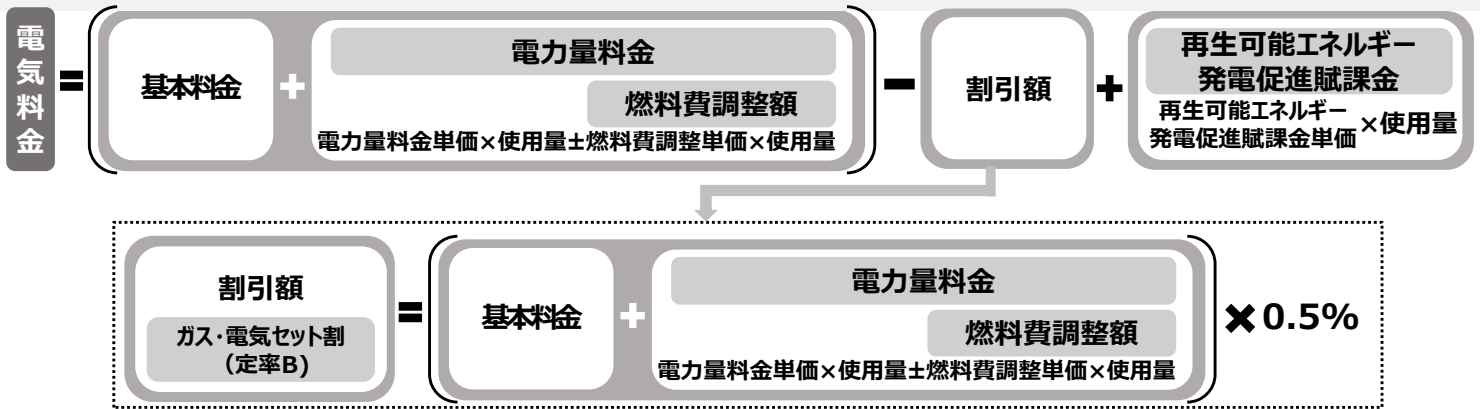 電気料金
=
基本料金
+
電力量料金
燃料費調整額
電力量料金単価×使用量±燃料費調整単価×使用量
-
割引額
+
再生可能エネルギー
発電促進賦課金
再生可能エネルギー
発電促進賦課金単価
×使用量
割引額
ガス・電気セット割
(定率B)
=
基本料金
+
電力量料金
燃料費調整額
電力量料金単価×使用量±燃料費調整単価×使用量
×0.5%